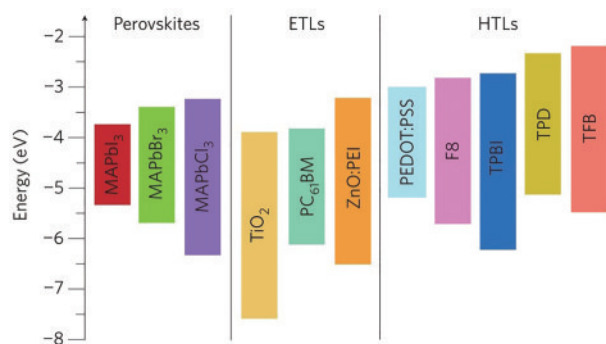 Perovskites
ETLs
HTLs
Energy (eV)
−2
−3
−4
−5
−6
−7
−8
MAPbI₃
MAPbBr₃
MAPbCl₃
TiO₂
PC₆₁BM
ZnO:PEI
PEDOT:PSS
F8
TPBI
TPD
TFB